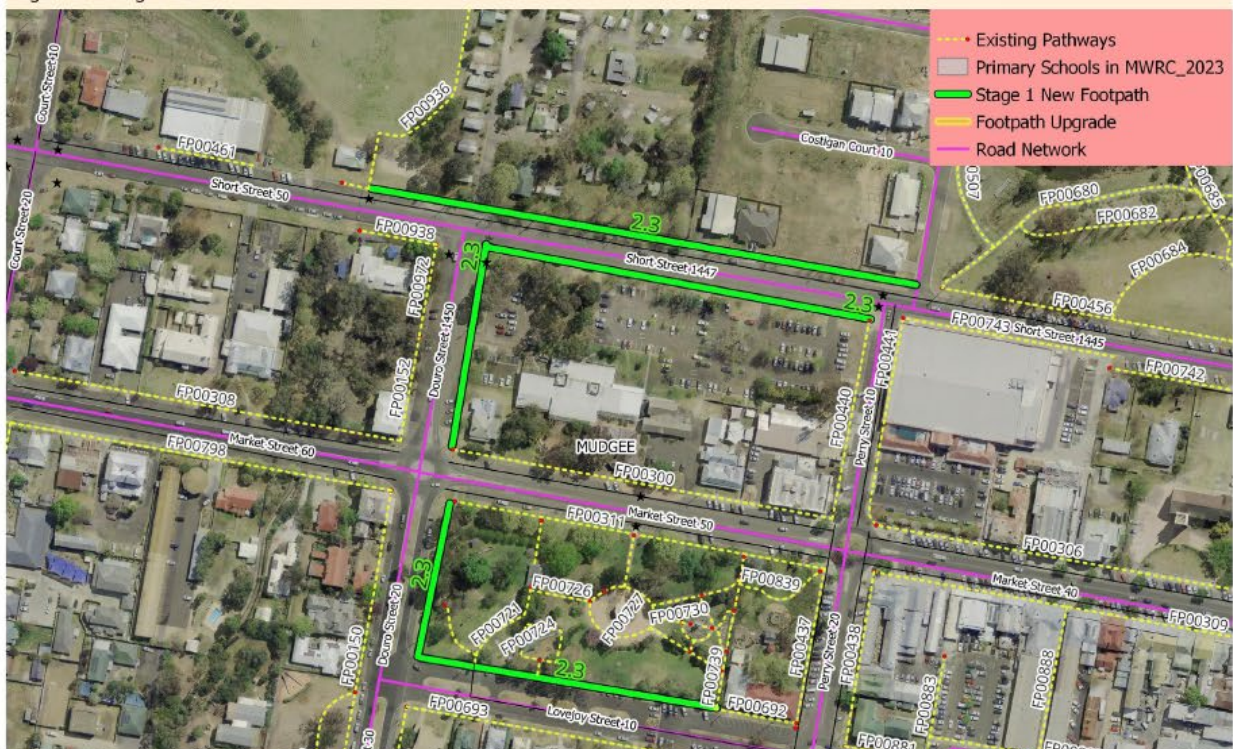 Existing Pathways
Primary Schools in MWRC_2023
Stage 1 New Footpath
Footpath Upgrade
Road Network
Court Street 10
FP00936
FP00461
Costigan Court 10
FP00507
FP00680
FP00685
FP00682
Short Street 50
Court Street 20
FP00938
2.3
2.3
Short Street 1447
FP00684
FP00972
2.3
FP00456
FP00743
Short Street 1445
FP00441
FP00742
Douro Street 1450
FP00152
FP00308
FP00440
Perry Street 10
Market Street 60
MUDGEE
FP00798
FP00300
FP00311
Market Street 50
FP00306
2.3
FP00726
FP00839
Market Street 40
FP00721
FP00724
FP00727
FP00730
FP00309
Douro Street 20
FP00150
2.3
FP00739
FP00437
Perry Street 20
FP00438
FP00883
FP00888
FP00693
FP00692
Lovejoy Street 10
FP00881